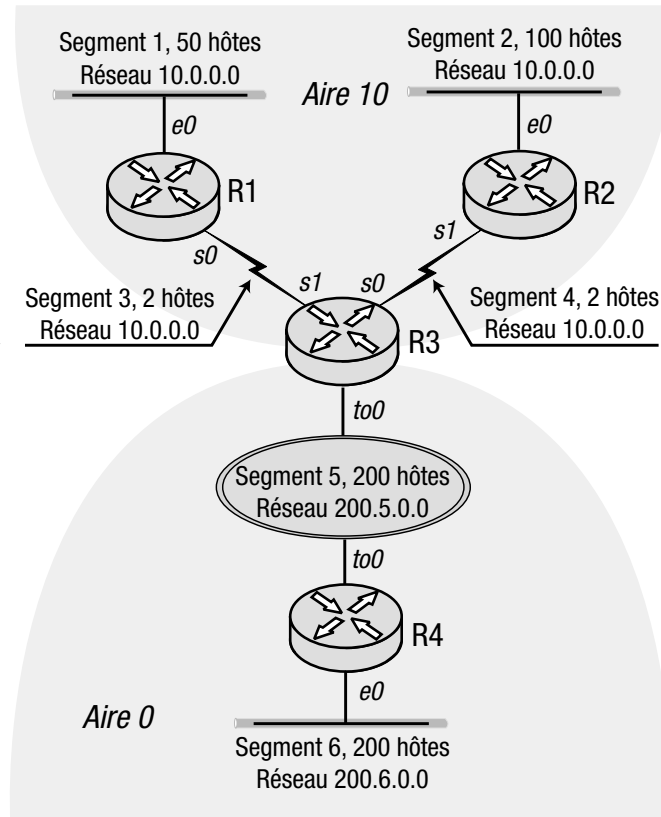 Segment 1, 50 hôtes
Réseau 10.0.0.0
Segment 2, 100 hôtes
Réseau 10.0.0.0
Aire 10
e0
e0
R1
R2
s0
s1
s1
s0
Segment 3, 2 hôtes
Réseau 10.0.0.0
Segment 4, 2 hôtes
Réseau 10.0.0.0
R3
to0
Segment 5, 200 hôtes
Réseau 200.5.0.0
to0
R4
e0
Aire 0
Segment 6, 200 hôtes
Réseau 200.6.0.0